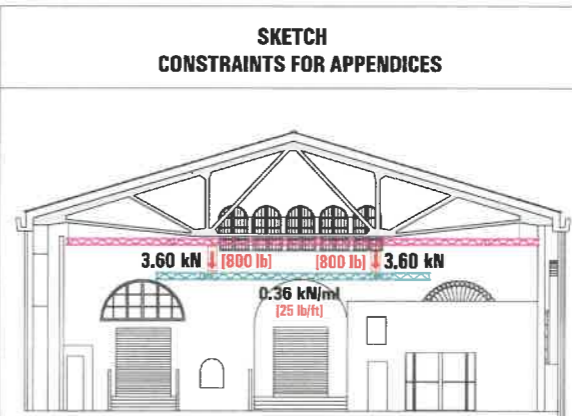 SKETCH
CONSTRAINTS FOR APPENDICES
3.60 kN [800 lb] [800 lb] 3.60 kN
0.36 kN/ml
[25 lb/ft]